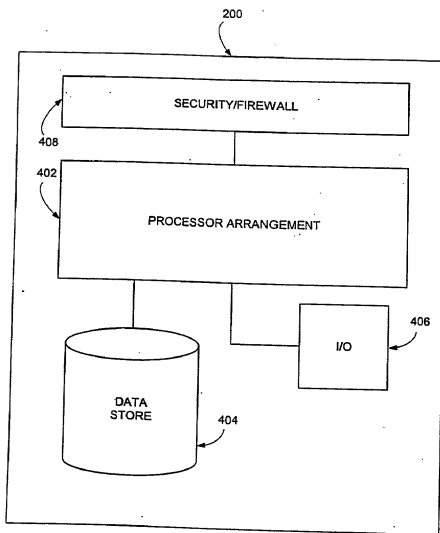 200
SECURITY/FIREWALL
408
402
PROCESSOR ARRANGEMENT
I/O
406
DATA
STORE
404